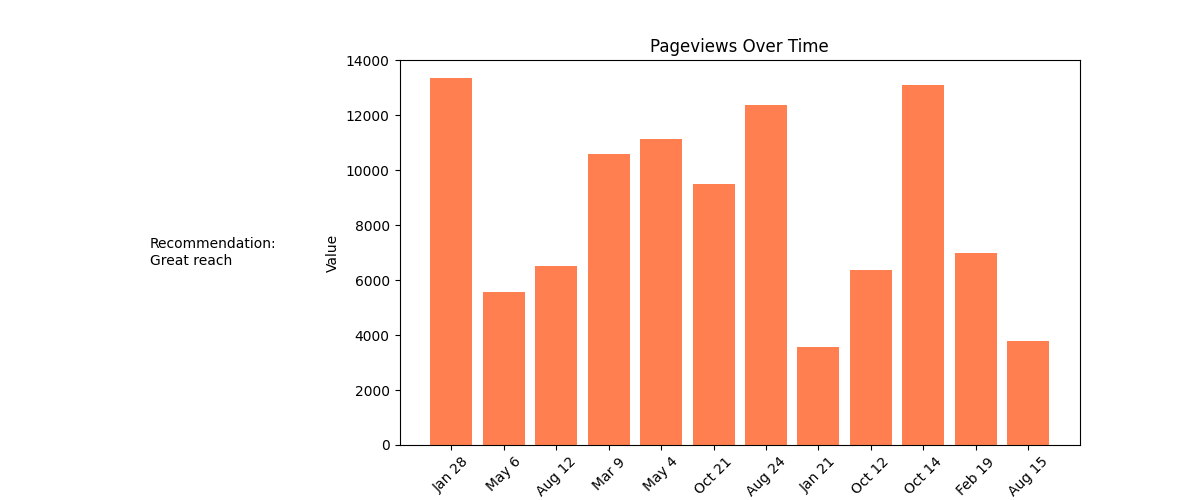 Pageviews Over Time
Recommendation:
Great reach
Value
14000
12000
10000
8000
6000
4000
2000
0
Jan 28
May 6
Aug 12
Mar 9
May 4
Oct 21
Aug 24
Jan 21
Oct 12
Oct 14
Feb 19
Aug 15